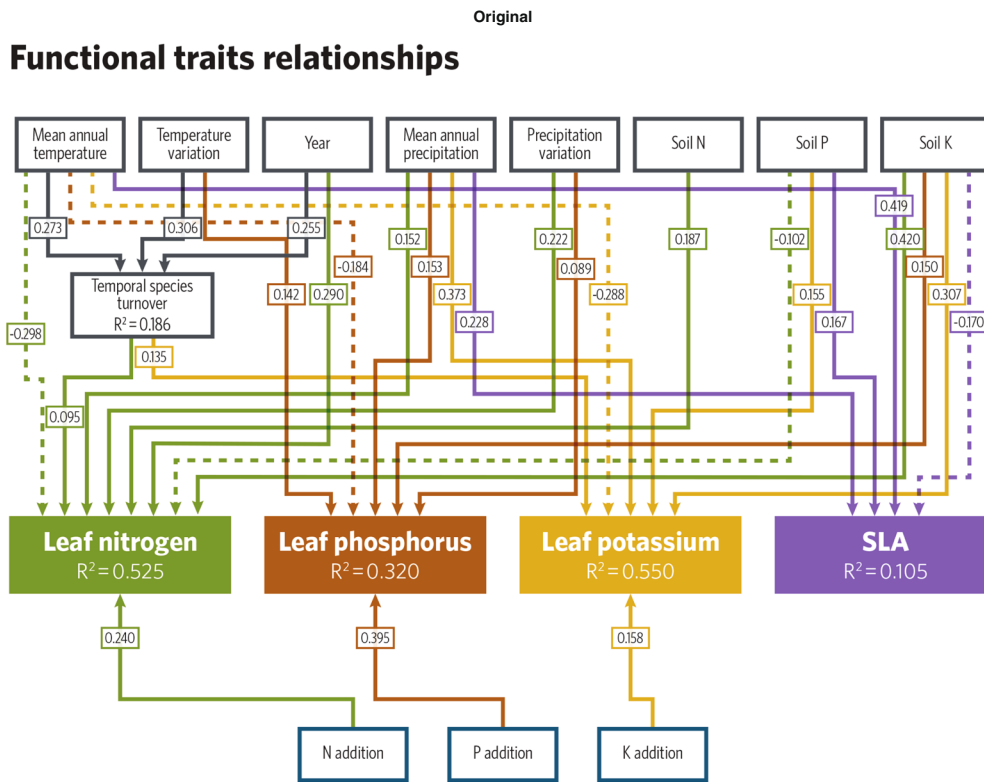 Original
Functional traits relationships
Mean annual
temperature
Temperature
variation
Year
Mean annual
precipitation
Precipitation
variation
Soil N
Soil P
Soil K
0.419
0.273
0.306
0.255
0.152
0.222
0.187
-0.102
0.420
-0.184
0.153
0.089
0.150
Temporal species
turnover
R² = 0.186
0.142
0.290
0.373
-0.288
0.155
0.307
0.228
0.167
-0.170
-0.298
0.135
0.095
Leaf nitrogen
R² = 0.525
Leaf phosphorus
R² = 0.320
Leaf potassium
R² = 0.550
SLA
R² = 0.105
0.240
0.395
0.158
N addition
P addition
K addition